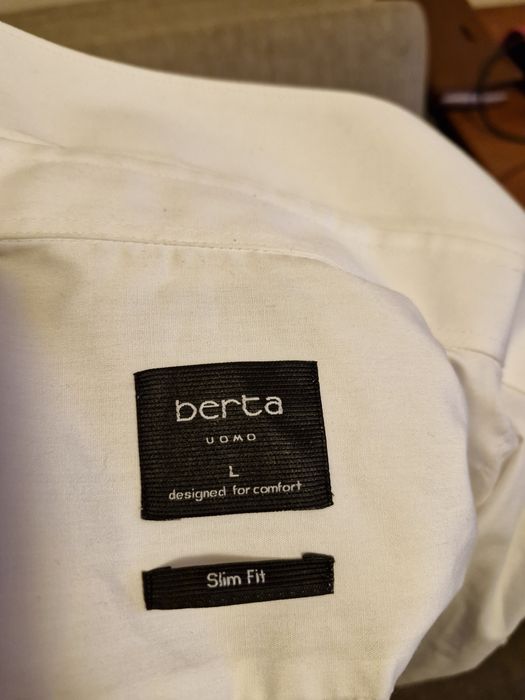 berta
UOMO
L
designed for comfort
Slim Fit